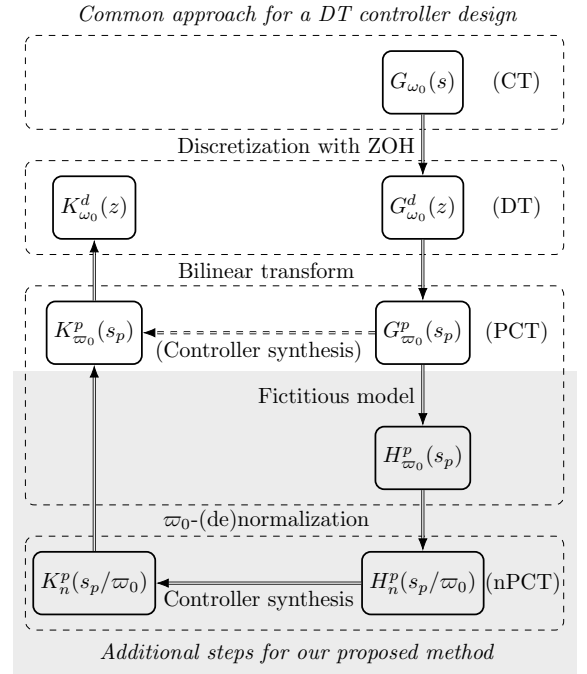 Common approach for a DT controller design
G_{ω_0}(s) (CT)
Discretization with ZOH
K^d_{ω_0}(z) G^d_{ω_0}(z) (DT)
Bilinear transform
K^p_{ϖ_0}(s_p) G^p_{ϖ_0}(s_p) (PCT)
(Controller synthesis)
Fictitious model
H^p_{ϖ_0}(s_p)
ϖ_0-(de)normalization
K^p_n(s_p/ϖ_0) H^p_n(s_p/ϖ_0) (nPCT)
Controller synthesis
Additional steps for our proposed method